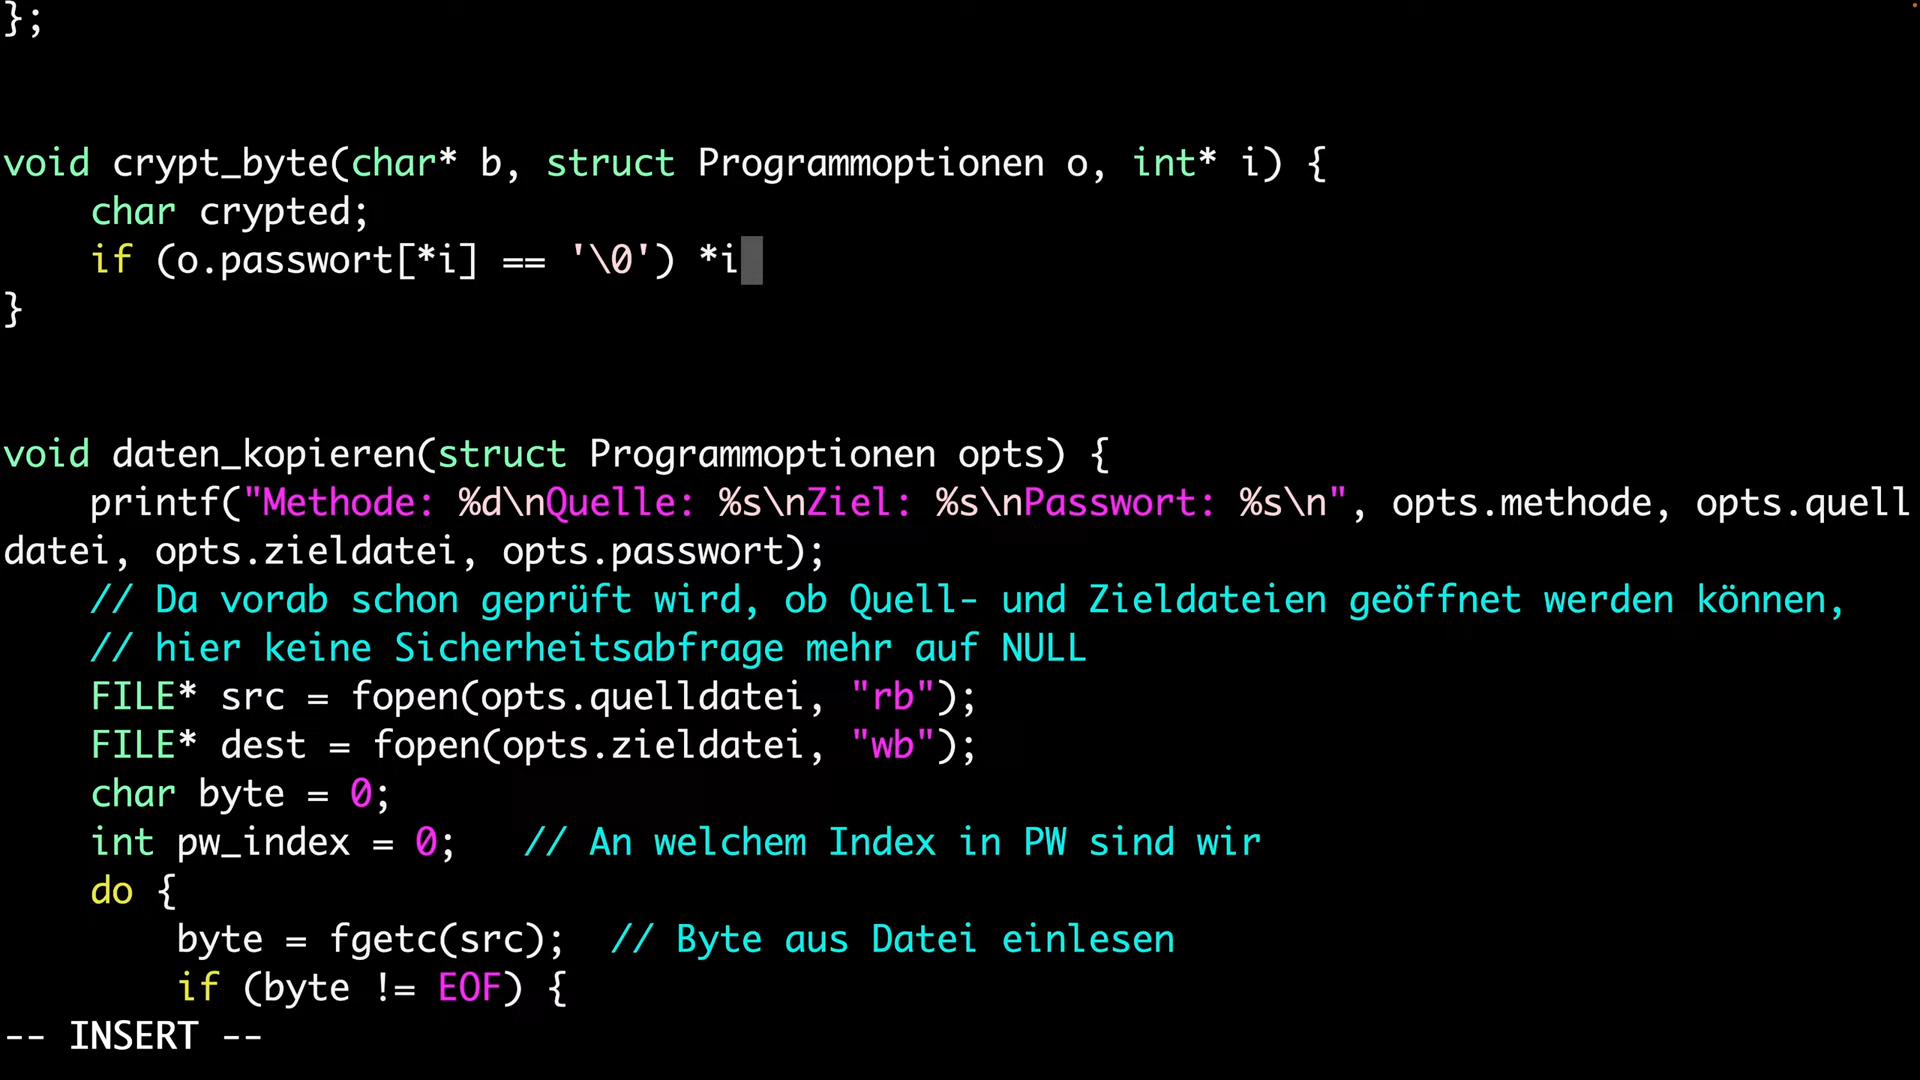 };
void crypt_byte(char* b, struct Programmoptionen o, int* i) {
    char crypted;
    if (o.passwort[*i] == '\0') *i
}
void daten_kopieren(struct Programmoptionen opts) {
    printf("Methode: %d\nQuelle: %s\nZiel: %s\nPasswort: %s\n", opts.methode, opts.quell
datei, opts.zieldatei, opts.passwort);
    // Da vorab schon geprüft wird, ob Quell- und Zieldateien geöffnet werden können,
    // hier keine Sicherheitsabfrage mehr auf NULL
    FILE* src = fopen(opts.quelldatei, "rb");
    FILE* dest = fopen(opts.zieldatei, "wb");
    char byte = 0;
    int pw_index = 0;   // An welchem Index in PW sind wir
    do {
        byte = fgetc(src);  // Byte aus Datei einlesen
        if (byte != EOF) {
-- INSERT --